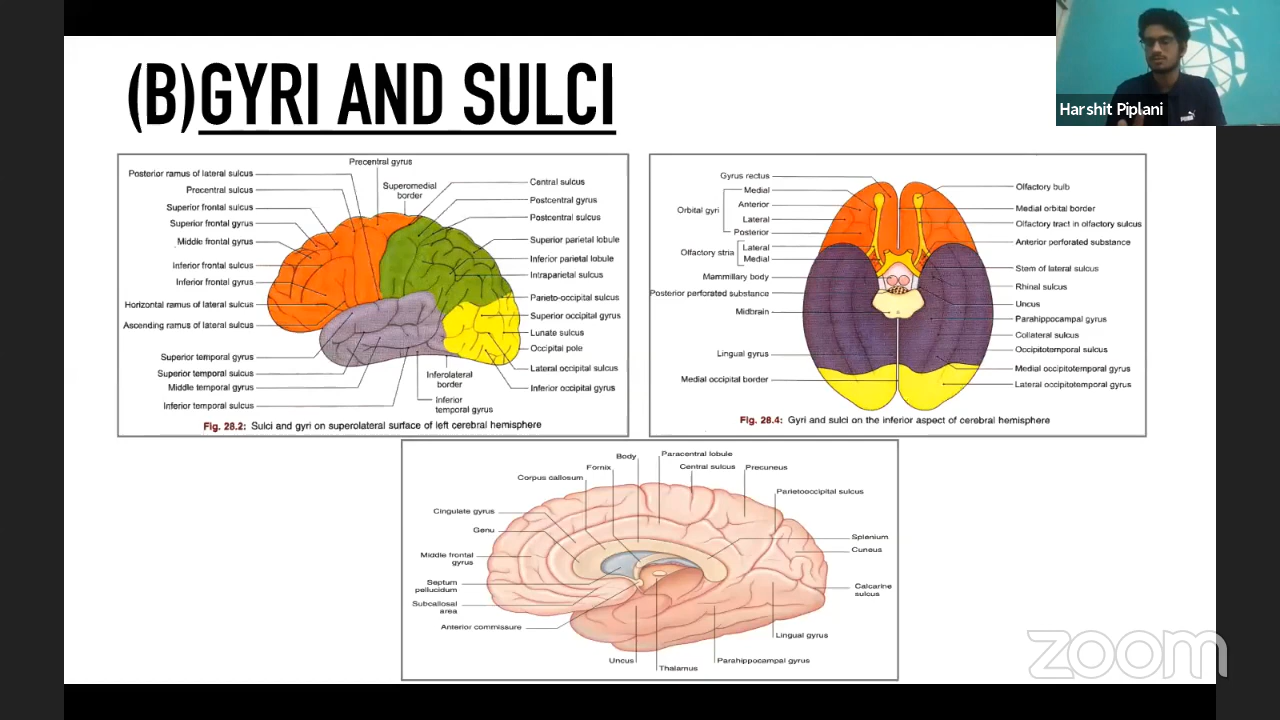 (B)GYRI AND SULCI
Harshit Piplani
Precentral gyrus
Posterior ramus of lateral sulcus
Precentral sulcus
Superior frontal sulcus
Superior frontal gyrus
Middle frontal gyrus
Inferior frontal sulcus
Inferior frontal gyrus
Horizontal ramus of lateral sulcus
Ascending ramus of lateral sulcus
Superior temporal gyrus
Superior temporal sulcus
Middle temporal gyrus
Inferior temporal sulcus
Superomedial
border
Central sulcus
Postcentral gyrus
Postcentral sulcus
Superior parietal lobule
Inferior parietal lobule
Intraparietal sulcus
Parieto-occipital sulcus
Superior occipital gyrus
Lunate sulcus
Occipital pole
Lateral occipital sulcus
Inferior occipital gyrus
Inferolateral
border
Inferior
temporal gyrus
Fig. 28.2: Sulci and gyri on superolateral surface of left cerebral hemisphere
Gyrus rectus
Medial
Anterior
Orbital gyri
Lateral
Posterior
Lateral
Olfactory stria
Medial
Mammillary body
Posterior perforated substance
Midbrain
Lingual gyrus
Medial occipital border
Olfactory bulb
Medial orbital border
Olfactory tract in olfactory sulcus
Anterior perforated substance
Stem of lateral sulcus
Rhinal sulcus
Uncus
Parahippocampal gyrus
Collateral sulcus
Occipitotemporal sulcus
Medial occipitotemporal gyrus
Lateral occipitotemporal gyrus
Fig. 28.4: Gyri and sulci on the inferior aspect of cerebral hemisphere
Body
Paracentral lobule
Fornix
Central sulcus
Precuneus
Corpus callosum
Parietooccipital sulcus
Cingulate gyrus
Genu
Splenium
Cuneus
Middle frontal
gyrus
Septum
pellucidum
Calcarine
sulcus
Subcallosal
area
Anterior commissure
Lingual gyrus
Uncus
Thalamus
Parahippocampal gyrus
zoom